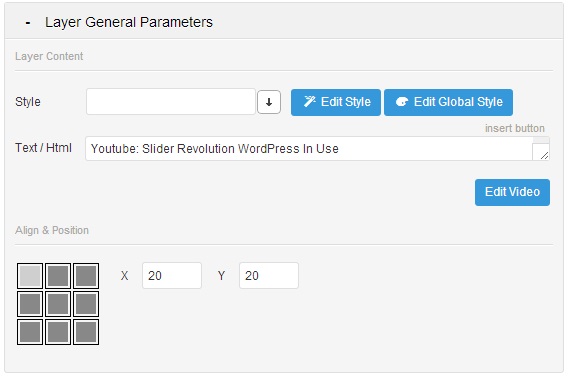 - Layer General Parameters
Layer Content
Style Edit Style Edit Global Style
insert button
Text / Html Youtube: Slider Revolution WordPress In Use
Edit Video
Align & Position
X 20 Y 20